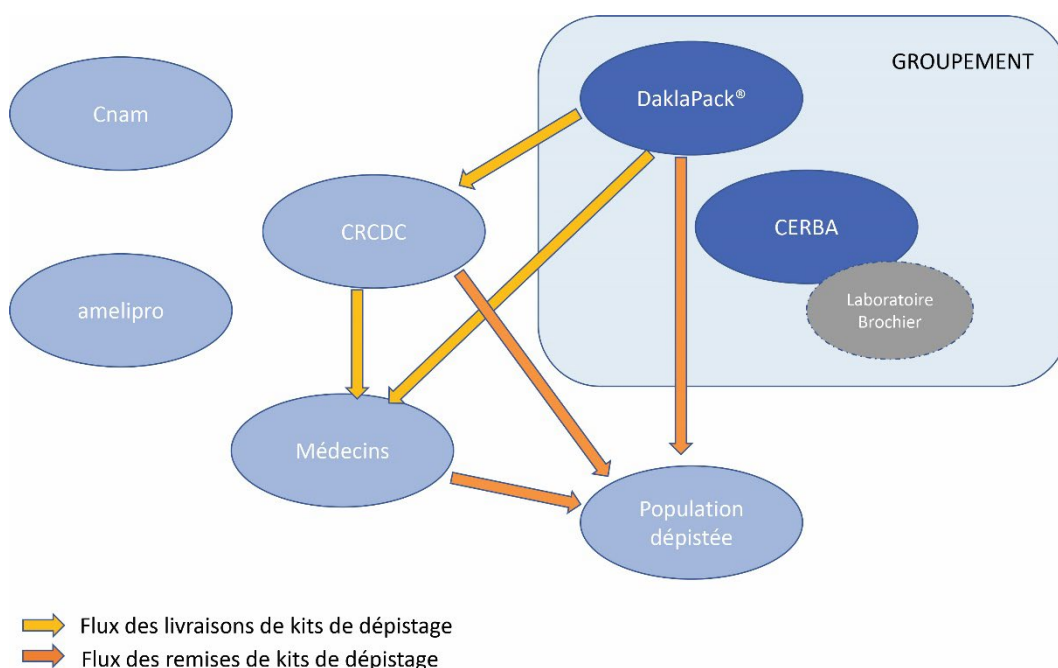 GROUPEMENT
Cnam
DaklaPack®
CRCDC
CERBA
amelipro
Laboratoire
Brochier
Médecins
Population
dépistée
Flux des livraisons de kits de dépistage
Flux des remises de kits de dépistage